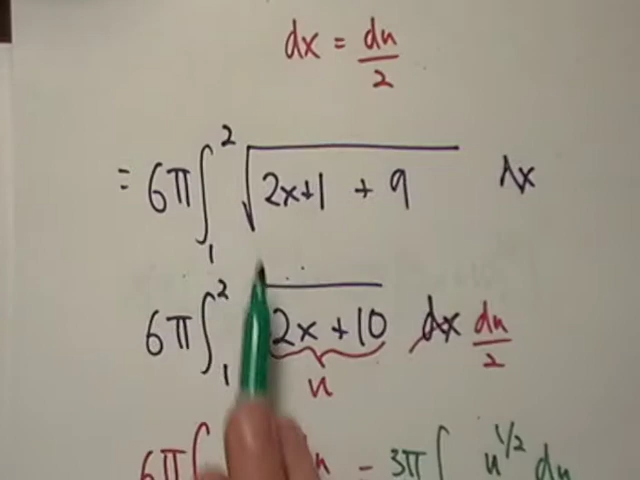 dx = du/2
= 6π∫₁² √(2x+1 + 9) dx
6π∫₁² √(2x+10) dx du/2
u
6π∫ u = 3π∫ u^1/2 du